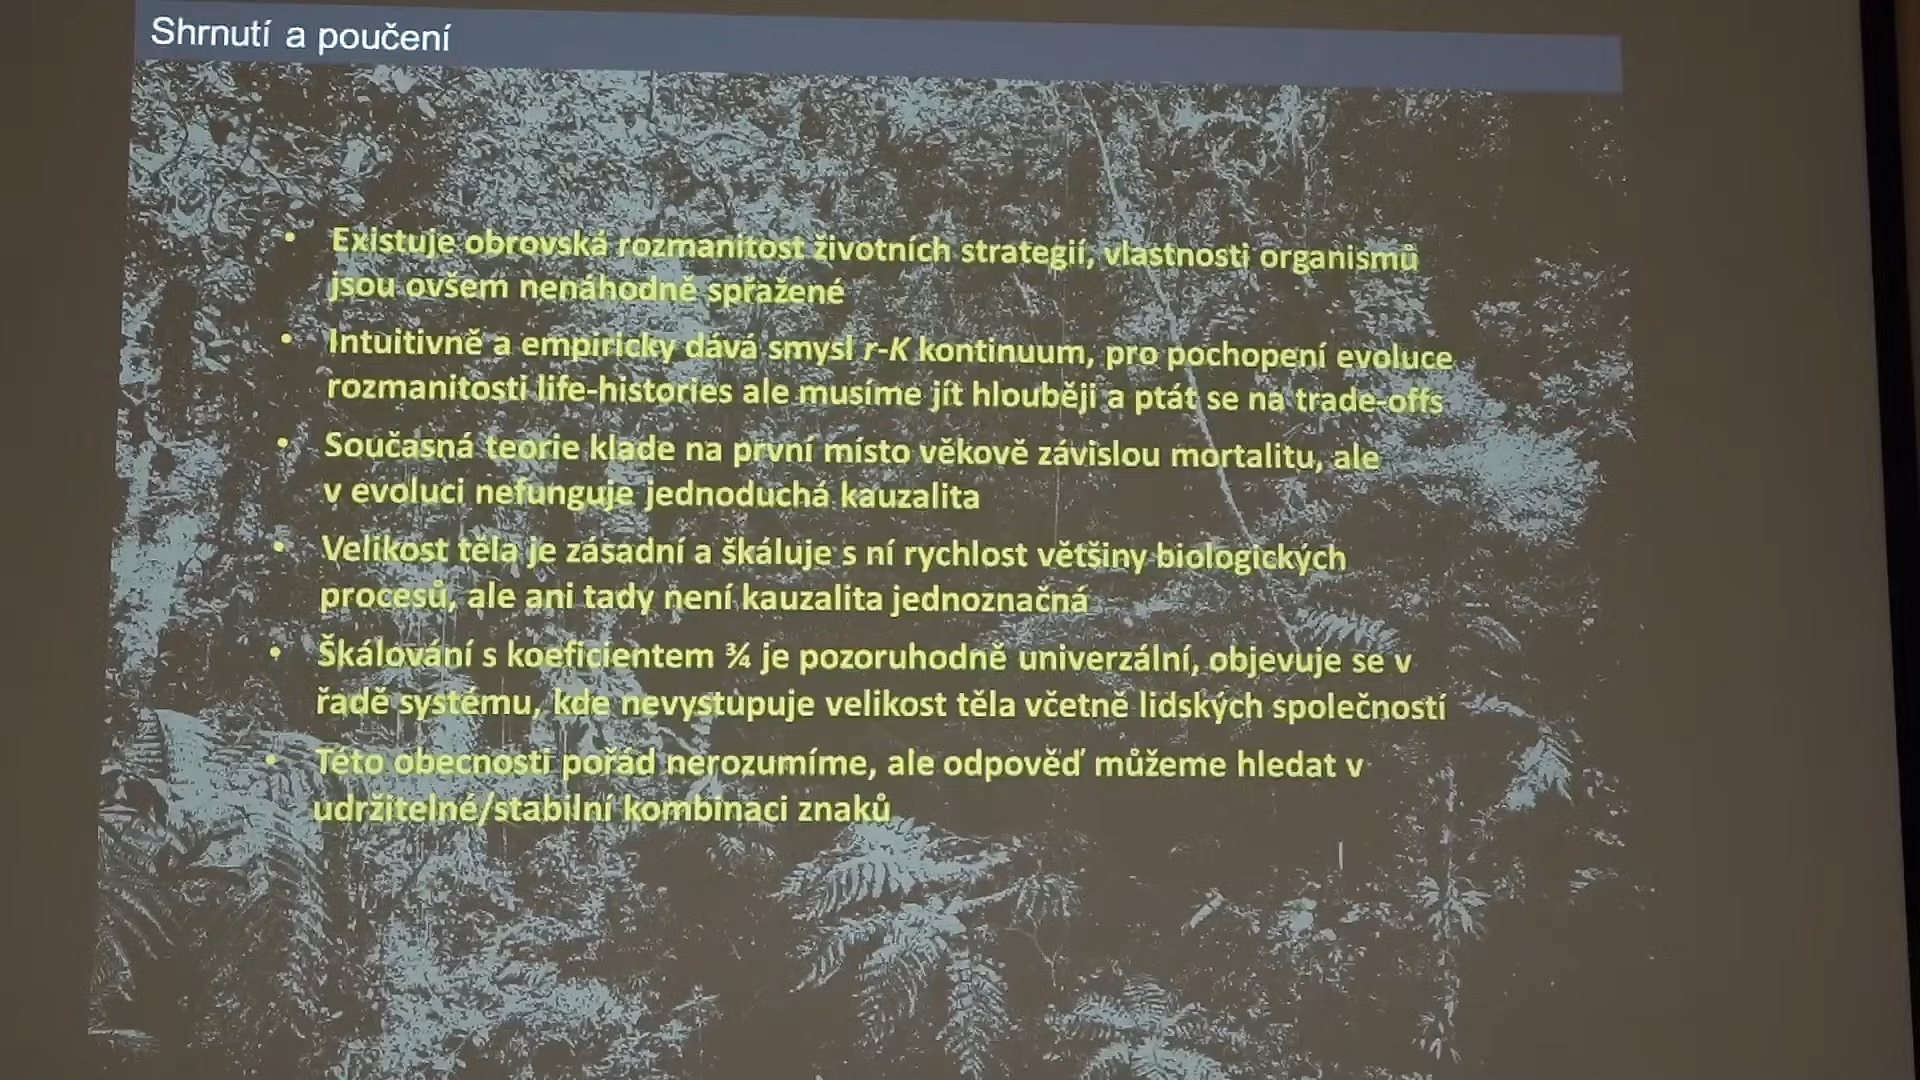 Shrnutí a poučení
• Existuje obrovská rozmanitost životních strategií, vlastnosti organismů
jsou ovšem nenáhodně spřažené
• Intuitivně a empiricky dává smysl r-K kontinuum, pro pochopení evoluce
rozmanitosti life-histories ale musíme jít hlouběji a ptát se na trade-offs
• Současná teorie klade na první místo věkově závislou mortalitu, ale
v evoluci nefunguje jednoduchá kauzalita
• Velikost těla je zásadní a škáluje s ní rychlost většiny biologických
procesů, ale ani tady není kauzalita jednoznačná
• Škálování s koeficientem ¾ je pozoruhodně univerzální, objevuje se v
řadě systému, kde nevystupuje velikost těla včetně lidských společností
• Této obecnosti pořád nerozumíme, ale odpověď můžeme hledat v
udržitelné/stabilní kombinaci znaků